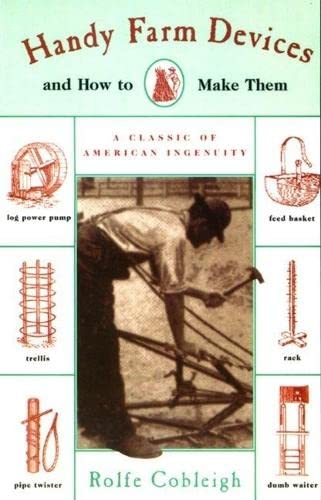 Handy Farm Devices
and How to Make Them
A CLASSIC OF
AMERICAN INGENUITY
log power pump
feed basket
trellis
rack
pipe twister
dumb waiter
Rolfe Cobleigh